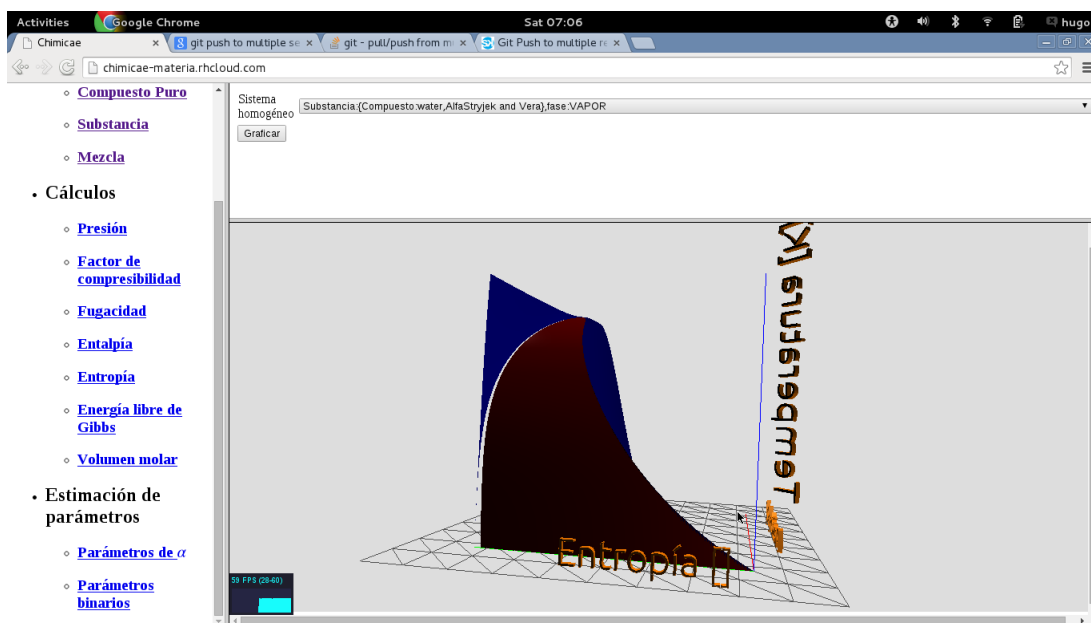 Activities Google Chrome Sat 07:06 hugo
Chimicae git push to multiple se git - pull/push from m Git Push to multiple re
chimicae-materia.rhcloud.com
Compuesto Puro
Substancia
Mezcla
Cálculos
Presión
Factor de
compresibilidad
Fugacidad
Entalpía
Entropía
Energía libre de
Gibbs
Volumen molar
Estimación de
parámetros
Parámetros de α
Parámetros
binarios
Sistema
homogéneo
Substancia:{Compuesto:water,AlfaStryjek and Vera},fase:VAPOR
Graficar
Temperatura [K]
Entropía []
59 FPS (28-60)